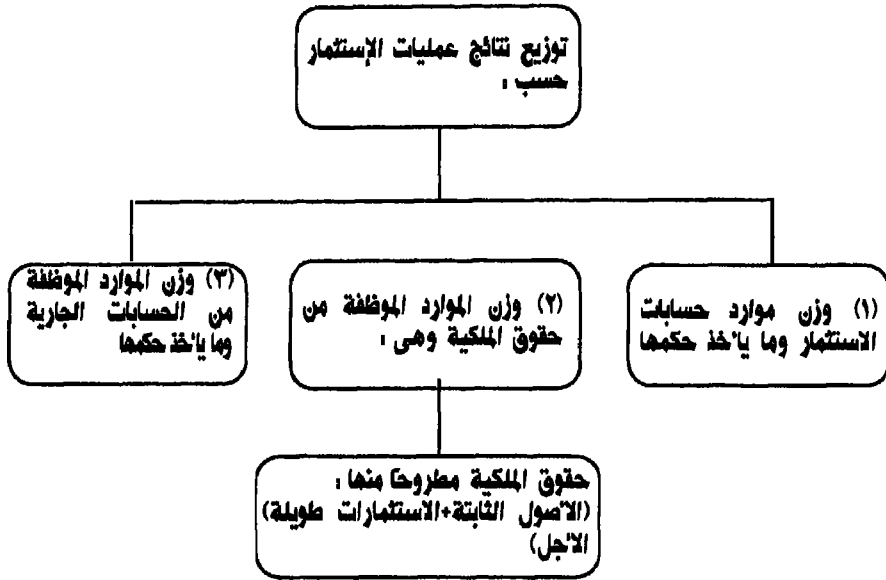 توزيع نتائج عمليات الإستثمار
حسب :
(١) وزن موارد حسابات
الاستثمار وما يأخذ حكمها
(٢) وزن الموارد الموظفة من
حقوق الملكية وهى :
(٣) وزن الموارد الموظفة
من الحسابات الجارية
وما يأخذ حكمها
حقوق الملكية مطروحاً منها :
(الأصول الثابتة+الاستثمارات طويلة)
الأجل)